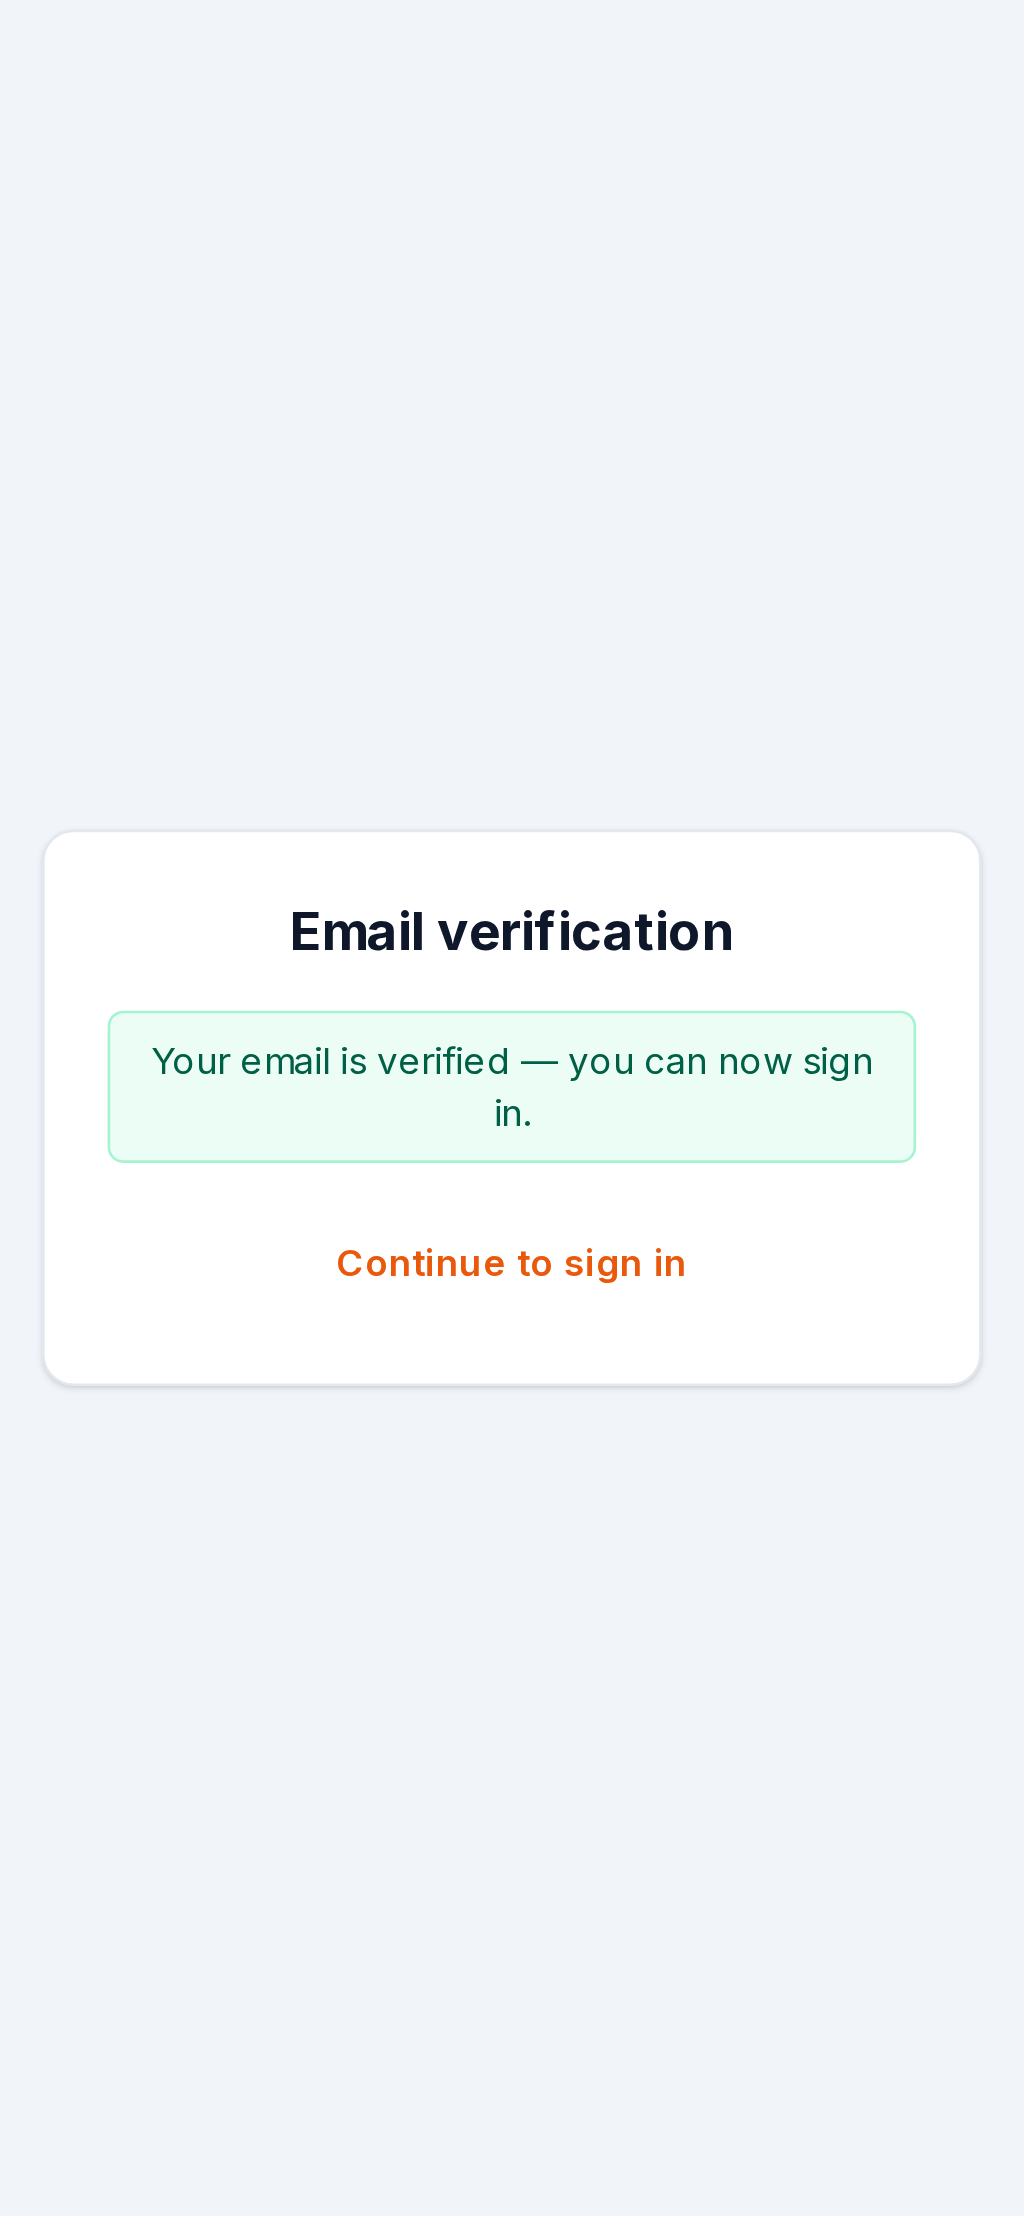 Email verification
Your email is verified — you can now sign
in.
Continue to sign in